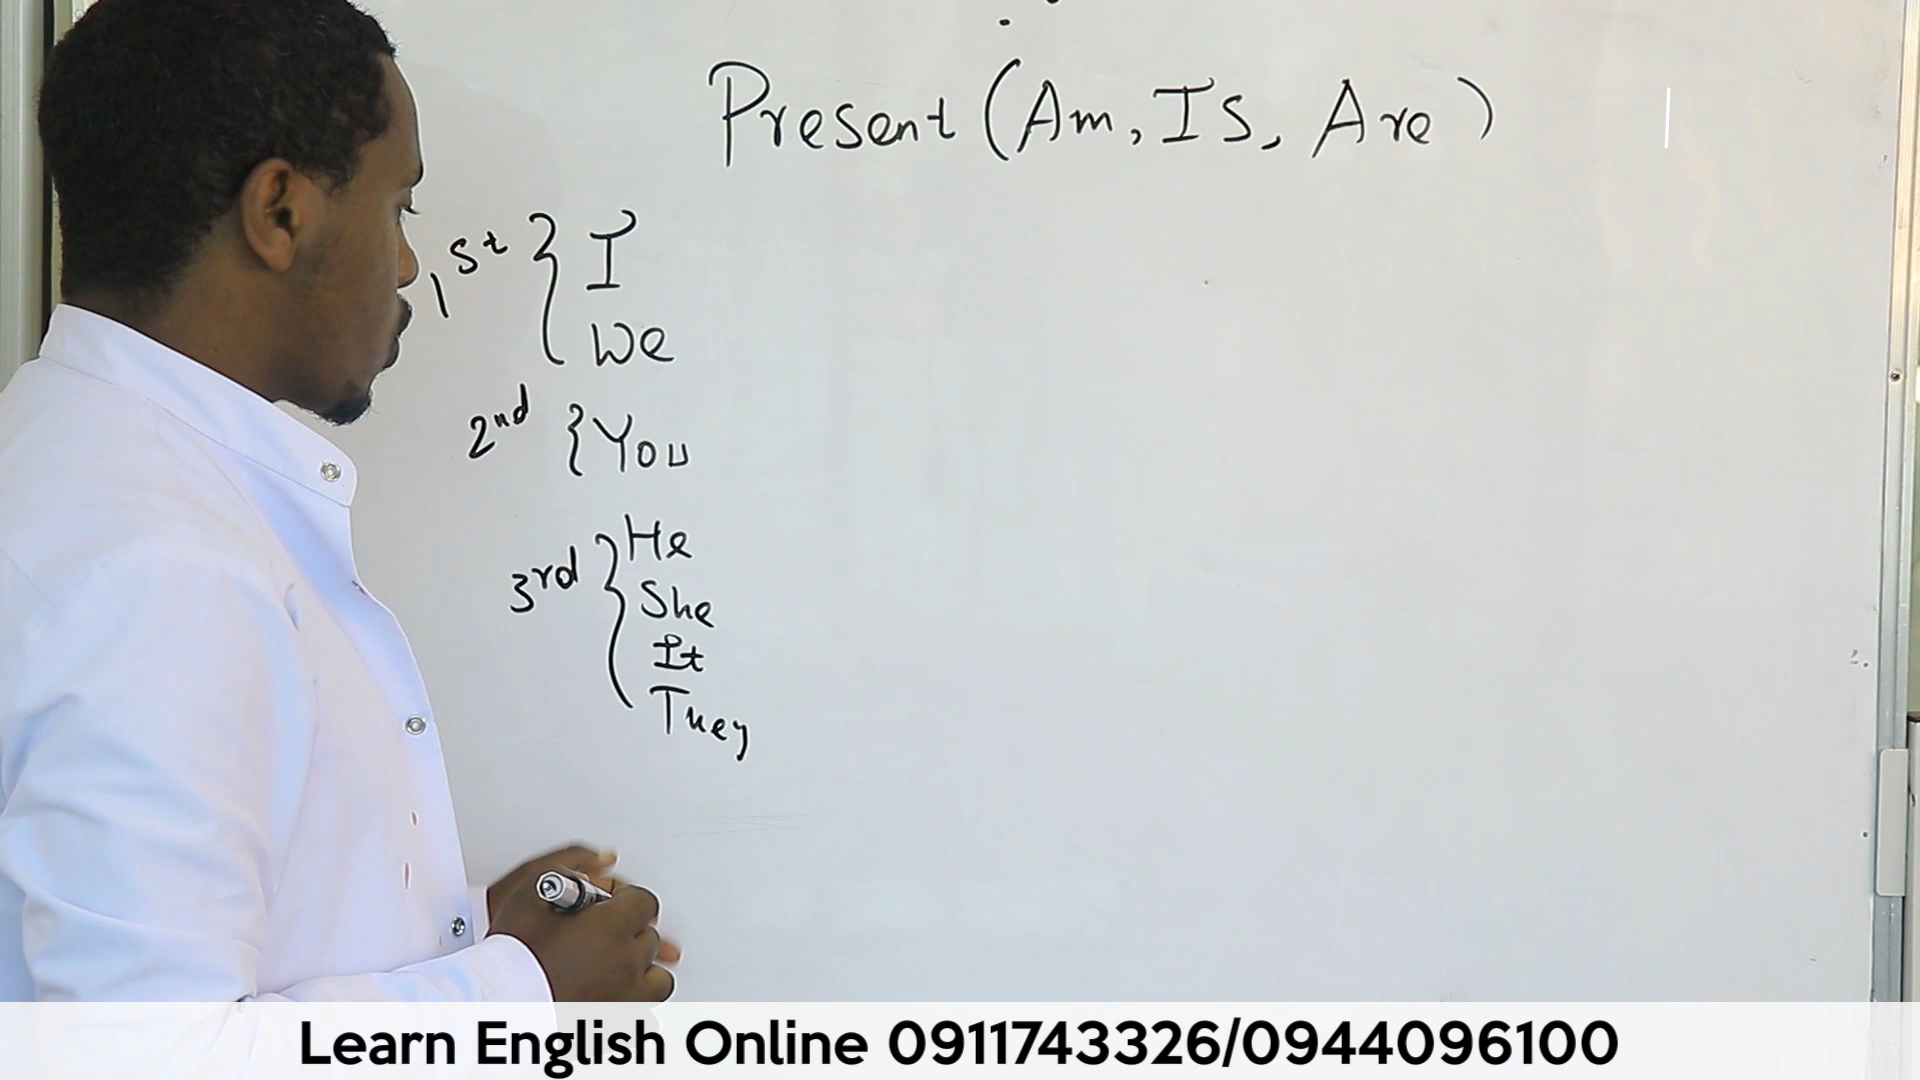 Present (Am, Is, Are)
1st { I
We
2nd { You
3rd { He
She
It
They
Learn English Online 0911743326/0944096100